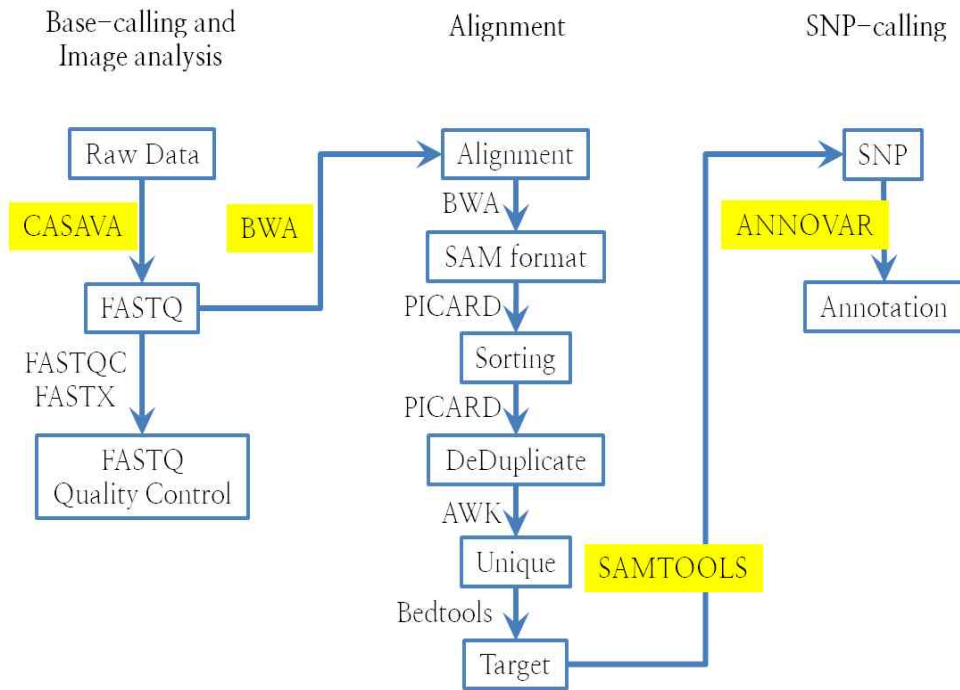 Base-calling and
Image analysis
Raw Data
CASAVA
FASTQ
FASTQC
FASTX
FASTQ
Quality Control
BWA
Alignment
Alignment
BWA
SAM format
PICARD
Sorting
PICARD
DeDuplicate
AWK
Unique
Bedtools
Target
SAMTOOLS
SNP-calling
SNP
ANNOVAR
Annotation